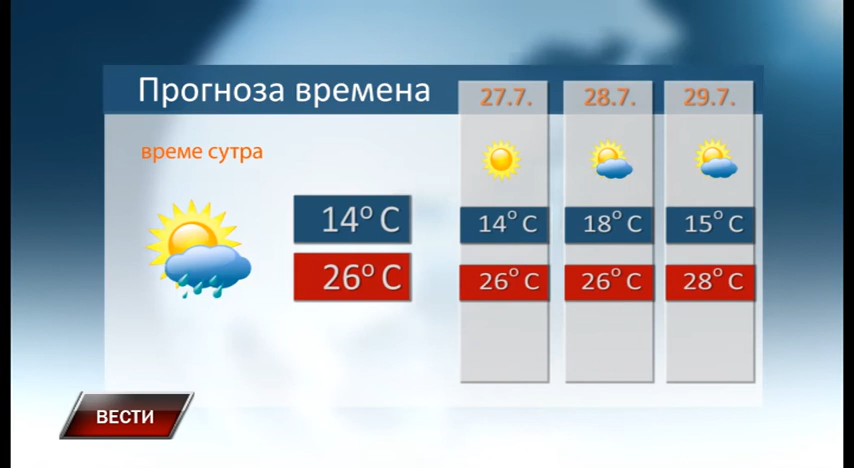 Прогноза времена
време сутра
14° C
26° C
27.7.
14° C
26° C
28.7.
18° C
26° C
29.7.
15° C
28° C
ВЕСТИ